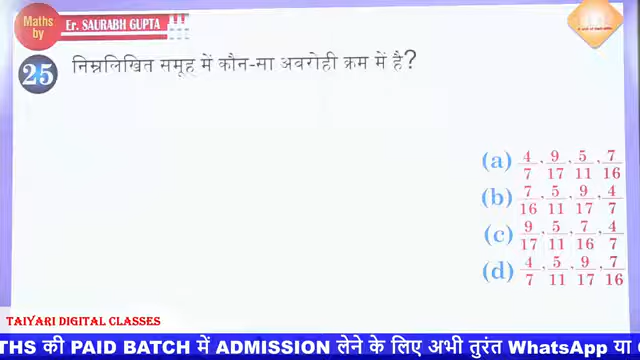 Maths
by
Er. SAURABH GUPTA
25
निम्नलिखित समूह में कौन-सा अवरोही क्रम में है?
(a) 4/7, 9/17, 5/11, 7/16
(b) 7/16, 5/11, 9/17, 4/7
(c) 9/17, 5/11, 7/16, 4/7
(d) 4/7, 5/11, 9/17, 7/16
TAIYARI DIGITAL CLASSES
THS की PAID BATCH में ADMISSION लेने के लिए अभी तुरंत WhatsApp या